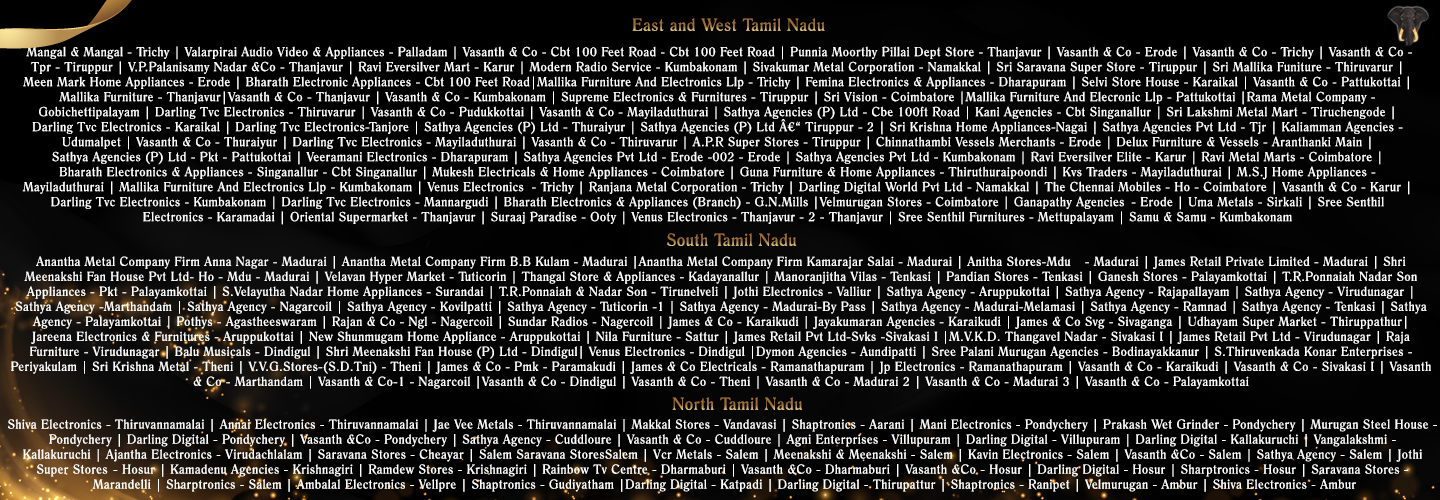 East and West Tamil Nadu
Mangal & Mangal - Trichy | Valarpirai Audio Video & Appliances - Palladam | Vasanth & Co - Cbt 100 Feet Road - Cbt 100 Feet Road | Punnia Moorthy Pillai Dept Store - Thanjavur | Vasanth & Co - Erode | Vasanth & Co - Trichy | Vasanth & Co -
Tpr - Tiruppur | V.P.Palanisamy Nadar &Co - Thanjavur | Ravi Eversilver Mart - Karur | Modern Radio Service - Kumbakonam | Sivakumar Metal Corporation - Namakkal | Sri Saravana Super Store - Tiruppur | Sri Mallika Funiture - Thiruvarur |
Meen Mark Home Appliances - Erode | Bharath Electronic Appliances - Cbt 100 Feet Road|Mallika Furniture And Electronics Llp - Trichy | Femina Electronics & Appliances - Dharapuram | Selvi Store House - Karaikal | Vasanth & Co - Pattukottai |
Mallika Furniture - Thanjavur|Vasanth & Co - Thanjavur | Vasanth & Co - Kumbakonam | Supreme Electronics & Furnitures - Tiruppur | Sri Vision - Coimbatore |Mallika Furniture And Elecronic Llp - Pattukottai |Rama Metal Company -
Gobichettipalayam | Darling Tvc Electronics - Thiruvarur | Vasanth & Co - Pudukkottai | Vasanth & Co - Mayiladuthurai | Sathya Agencies (P) Ltd - Cbe 100ft Road | Kani Agencies - Cbt Singanallur | Sri Lakshmi Metal Mart - Tiruchengode |
Darling Tvc Electronics - Karaikal | Darling Tvc Electronics-Tanjore | Sathya Agencies (P) Ltd - Thuraiyur | Sathya Agencies (P) Ltd Ã€“ Tiruppur - 2 | Sri Krishna Home Appliances-Nagai | Sathya Agencies Pvt Ltd - Tjr | Kaliamman Agencies -
Udumalpet | Vasanth & Co - Thuraiyur | Darling Tvc Electronics - Mayiladuthurai | Vasanth & Co - Thiruvarur | A.P.R Super Stores - Tiruppur | Chinnathambi Vessels Merchants - Erode | Delux Furniture & Vessels - Aranthanki Main |
Sathya Agencies (P) Ltd - Pkt - Pattukottai | Veeramani Electronics - Dharapuram | Sathya Agencies Pvt Ltd - Erode -002 - Erode | Sathya Agencies Pvt Ltd - Kumbakonam | Ravi Eversilver Elite - Karur | Ravi Metal Marts - Coimbatore |
Bharath Electronics & Appliances - Singanallur - Cbt Singanallur | Mukesh Electricals & Home Appliances - Coimbatore | Guna Furniture & Home Appliances - Thiruthuraipoondi | Kvs Traders - Mayiladuthurai | M.S.J Home Appliances -
Mayiladuthurai | Mallika Furniture And Electronics Llp - Kumbakonam | Venus Electronics - Trichy | Ranjana Metal Corporation - Trichy | Darling Digital World Pvt Ltd - Namakkal | The Chennai Mobiles - Ho - Coimbatore | Vasanth & Co - Karur |
Darling Tvc Electronics - Kumbakonam | Darling Tvc Electronics - Mannargudi | Bharath Electronics & Appliances (Branch) - G.N.Mills |Velmurugan Stores - Coimbatore | Ganapathy Agencies - Erode | Uma Metals - Sirkali | Sree Senthil
Electronics - Karamadai | Oriental Supermarket - Thanjavur | Suraaj Paradise - Ooty | Venus Electronics - Thanjavur - 2 - Thanjavur | Sree Senthil Furnitures - Mettupalayam | Samu & Samu - Kumbakonam
South Tamil Nadu
Anantha Metal Company Firm Anna Nagar - Madurai | Anantha Metal Company Firm B.B Kulam - Madurai |Anantha Metal Company Firm Kamarajar Salai - Madurai | Anitha Stores-Mdu - Madurai | James Retail Private Limited - Madurai | Shri
Meenakshi Fan House Pvt Ltd- Ho - Mdu - Madurai | Velavan Hyper Market - Tuticorin | Thangal Store & Appliances - Kadayanallur | Manoranjitha Vilas - Tenkasi | Pandian Stores - Tenkasi | Ganesh Stores - Palayamkottai | T.R.Ponnaiah Nadar Son
Appliances - Pkt - Palayamkottai | S.Velayutha Nadar Home Appliances - Surandai | T.R.Ponnaiah & Nadar Son - Tirunelveli | Jothi Electronics - Valliur | Sathya Agency - Aruppukottai | Sathya Agency - Rajapallayam | Sathya Agency - Virudunagar |
Sathya Agency -Marthandam | Sathya Agency - Nagarcoil | Sathya Agency - Kovilpatti | Sathya Agency - Tuticorin -1 | Sathya Agency - Madurai-By Pass | Sathya Agency - Madurai-Melamasi | Sathya Agency - Ramnad | Sathya Agency - Tenkasi | Sathya
Agency - Palayamkottai | Pothys - Agastheeswaram | Rajan & Co - Ngl - Nagercoil | Sundar Radios - Nagercoil | James & Co - Karaikudi | Jayakumaran Agencies - Karaikudi | James & Co Svg - Sivaganga | Udhayam Super Market - Thiruppathur|
Jareena Electronics & Furnitures - Aruppukottai | New Shunmugam Home Appliance - Aruppukottai | Nila Furniture - Sattur | James Retail Pvt Ltd-Svks -Sivakasi I |M.V.K.D. Thangavel Nadar - Sivakasi I | James Retail Pvt Ltd - Virudunagar | Raja
Furniture - Virudunagar | Balu Musicals - Dindigul | Shri Meenakshi Fan House (P) Ltd - Dindigul| Venus Electronics - Dindigul |Dymon Agencies - Aundipatti | Sree Palani Murugan Agencies - Bodinayakkanur | S.Thiruvenkada Konar Enterprises -
Periyakulam | Sri Krishna Metal - Theni | V.V.G.Stores-(S.D.Tni) - Theni | James & Co - Pmk - Paramakudi | James & Co Electricals - Ramanathapuram | Jp Electronics - Ramanathapuram | Vasanth & Co - Karaikudi | Vasanth & Co - Sivakasi I | Vasanth
& Co - Marthandam | Vasanth & Co-1 - Nagarcoil |Vasanth & Co - Dindigul | Vasanth & Co - Theni | Vasanth & Co - Madurai 2 | Vasanth & Co - Madurai 3 | Vasanth & Co - Palayamkottai
North Tamil Nadu
Shiva Electronics - Thiruvannamalai | Annai Electronics - Thiruvannamalai | Jae Vee Metals - Thiruvannamalai | Makkal Stores - Vandavasi | Shaptronics - Aarani | Mani Electronics - Pondychery | Prakash Wet Grinder - Pondychery | Murugan Steel House -
Pondychery | Darling Digital - Pondychery | Vasanth &Co - Pondychery | Sathya Agency - Cuddloure | Vasanth & Co - Cuddloure | Agni Enterprises - Villupuram | Darling Digital - Villupuram | Darling Digital - Kallakuruchi | Vangalakshmi -
Kallakuruchi | Ajantha Electronics - Virudachlalam | Saravana Stores - Cheayar | Salem Saravana StoresSalem | Vcr Metals - Salem | Meenakshi & Meenakshi - Salem | Kavin Electronics - Salem | Vasanth &Co - Salem | Sathya Agency - Salem | Jothi
Super Stores - Hosur | Kamadenu Agencies - Krishnagiri | Ramdew Stores - Krishnagiri | Rainbow Tv Centre - Dharmaburi | Vasanth &Co - Dharmaburi | Vasanth &Co - Hosur | Darling Digital - Hosur | Sharptronics - Hosur | Saravana Stores -
Marandelli | Sharptronics - Salem | Ambalal Electronics - Vellpre | Shaptronics - Gudiyatham |Darling Digital - Katpadi | Darling Digital - Thirupattur | Shaptronics - Ranipet | Velmurugan - Ambur | Shiva Electronics - Ambur